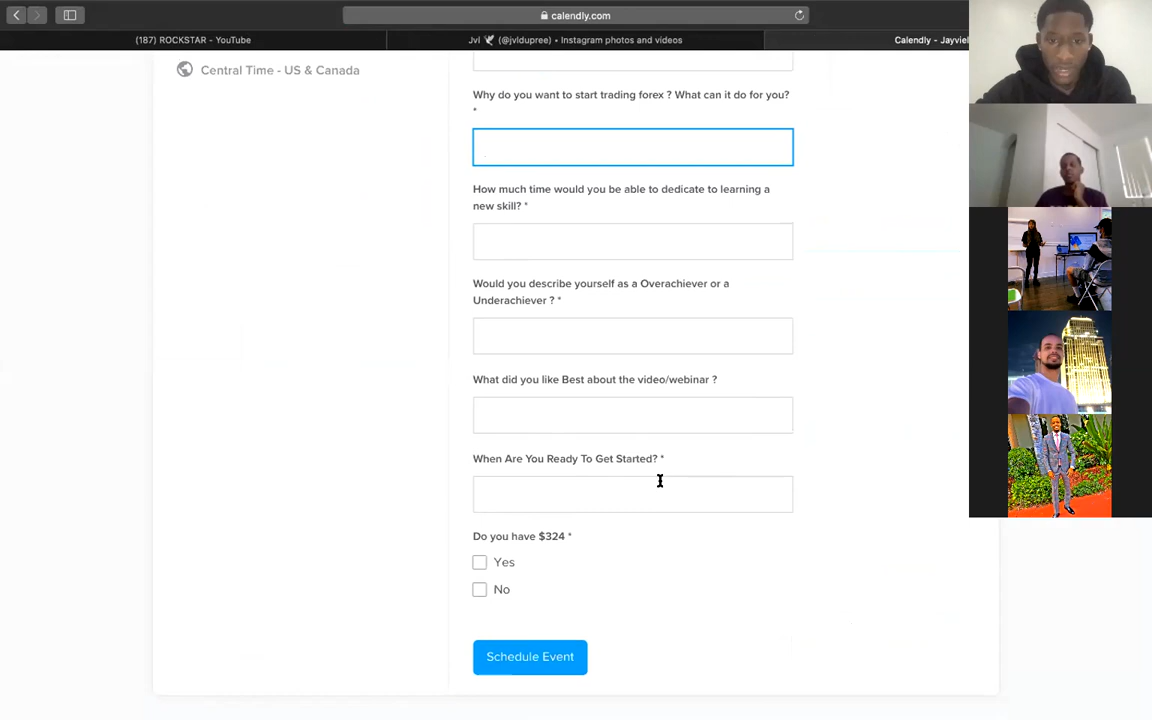 calendly.com
(187) ROCKSTAR - YouTube
Jvl 🕊 (@jvldupree) • Instagram photos and videos
Calendly - Jayviel
Central Time - US & Canada
Why do you want to start trading forex ? What can it do for you?
*
How much time would you be able to dedicate to learning a
new skill? *
Would you describe yourself as a Overachiever or a
Underachiever ? *
What did you like Best about the video/webinar ?
When Are You Ready To Get Started? *
Do you have $324 *
Yes
No
Schedule Event